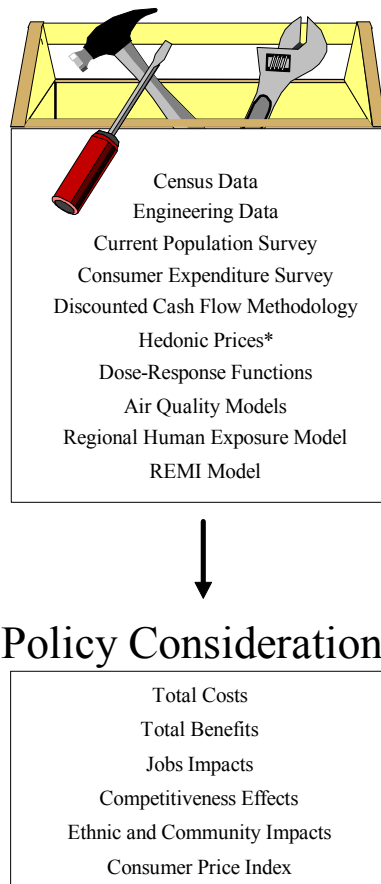 Census Data
Engineering Data
Current Population Survey
Consumer Expenditure Survey
Discounted Cash Flow Methodology
Hedonic Prices*
Dose-Response Functions
Air Quality Models
Regional Human Exposure Model
REMI Model
Policy Consideration
Total Costs
Total Benefits
Jobs Impacts
Competitiveness Effects
Ethnic and Community Impacts
Consumer Price Index